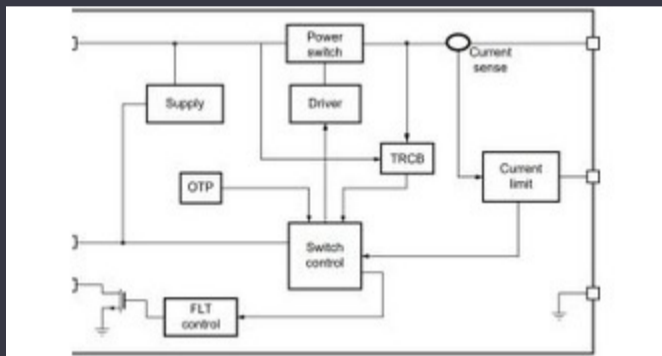 Power
switch
Current
sense
Supply
Driver
TRCB
Current
limit
OTP
Switch
control
FLT
control